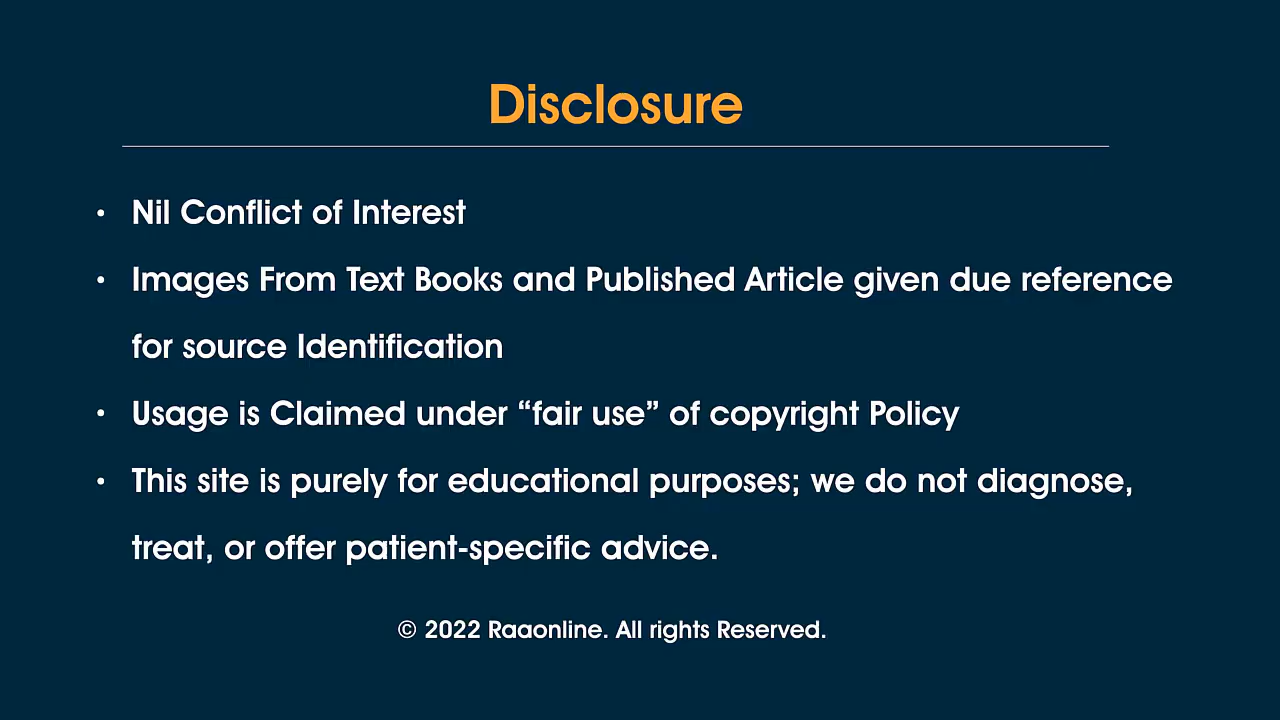 Disclosure
• Nil Conflict of Interest
• Images From Text Books and Published Article given due reference
for source Identification
• Usage is Claimed under “fair use” of copyright Policy
• This site is purely for educational purposes; we do not diagnose,
treat, or offer patient-specific advice.
© 2022 Raaonline. All rights Reserved.